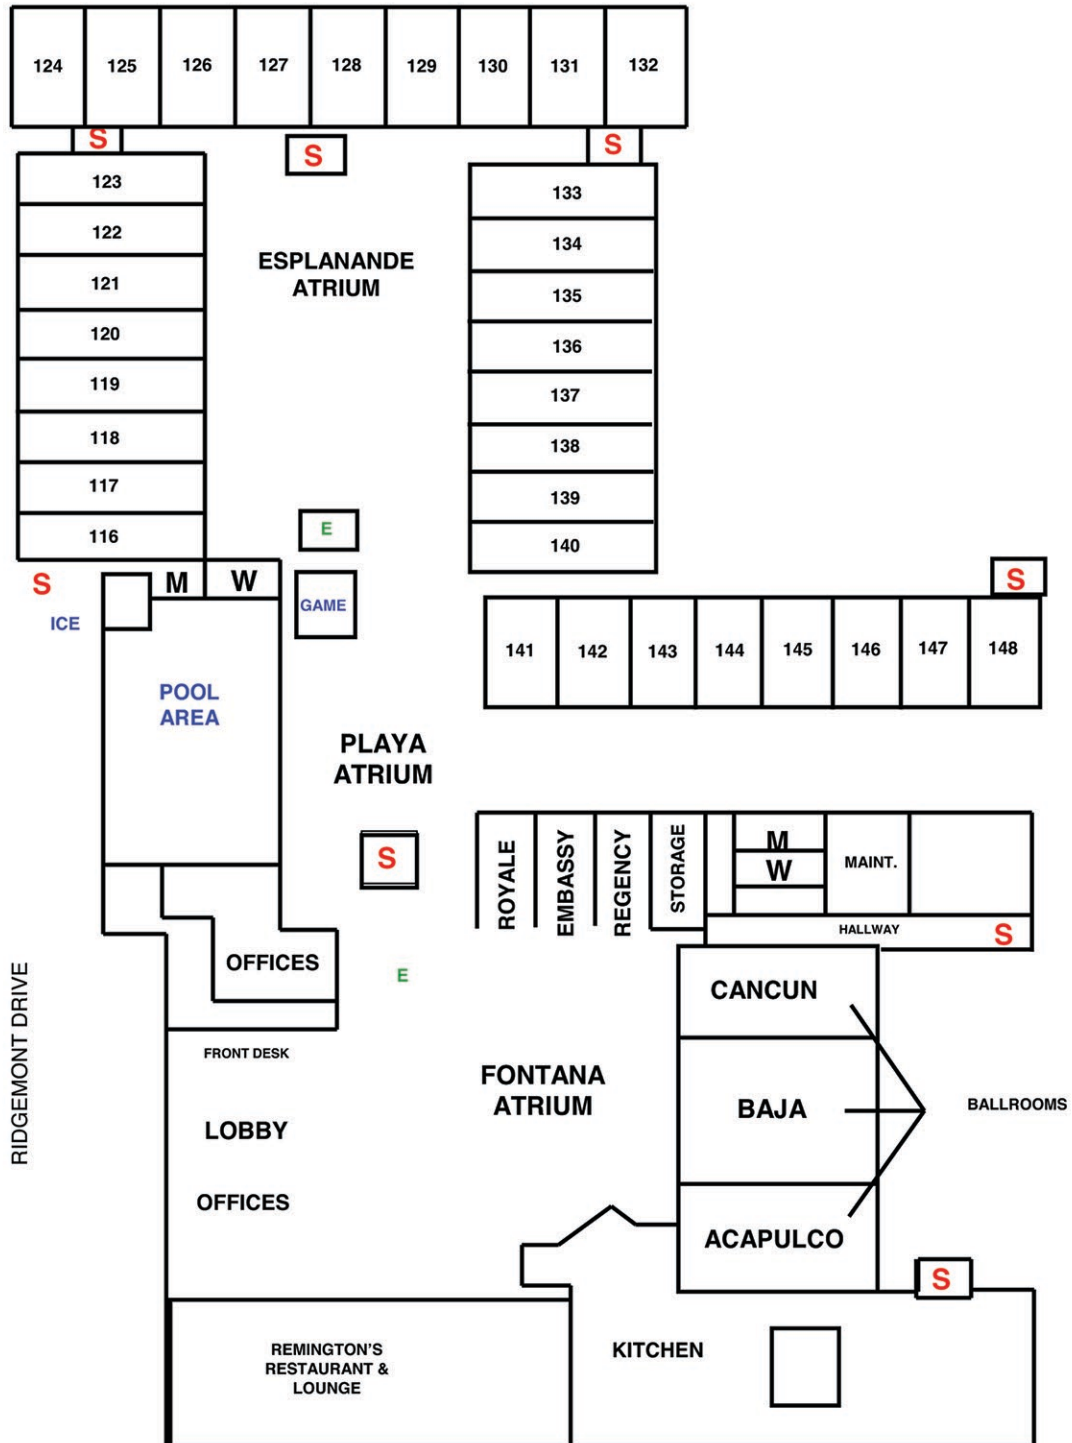 124 125 126 127 128 129 130 131 132
S S S
123 133
122 134
ESPLANANDE
ATRIUM
121 135
120 136
119 137
118 138
117 139
116 E 140
S M W GAME S
ICE
141 142 143 144 145 146 147 148
POOL
AREA
PLAYA
ATRIUM
S
ROYALE
EMBASSY
REGENCY
STORAGE
M
W
MAINT.
HALLWAY S
OFFICES
E
CANCUN
RIDGEMONT DRIVE
FRONT DESK
FONTANA
ATRIUM
BAJA
BALLROOMS
LOBBY
OFFICES
ACAPULCO
S
REMINGTON'S
RESTAURANT &
LOUNGE
KITCHEN